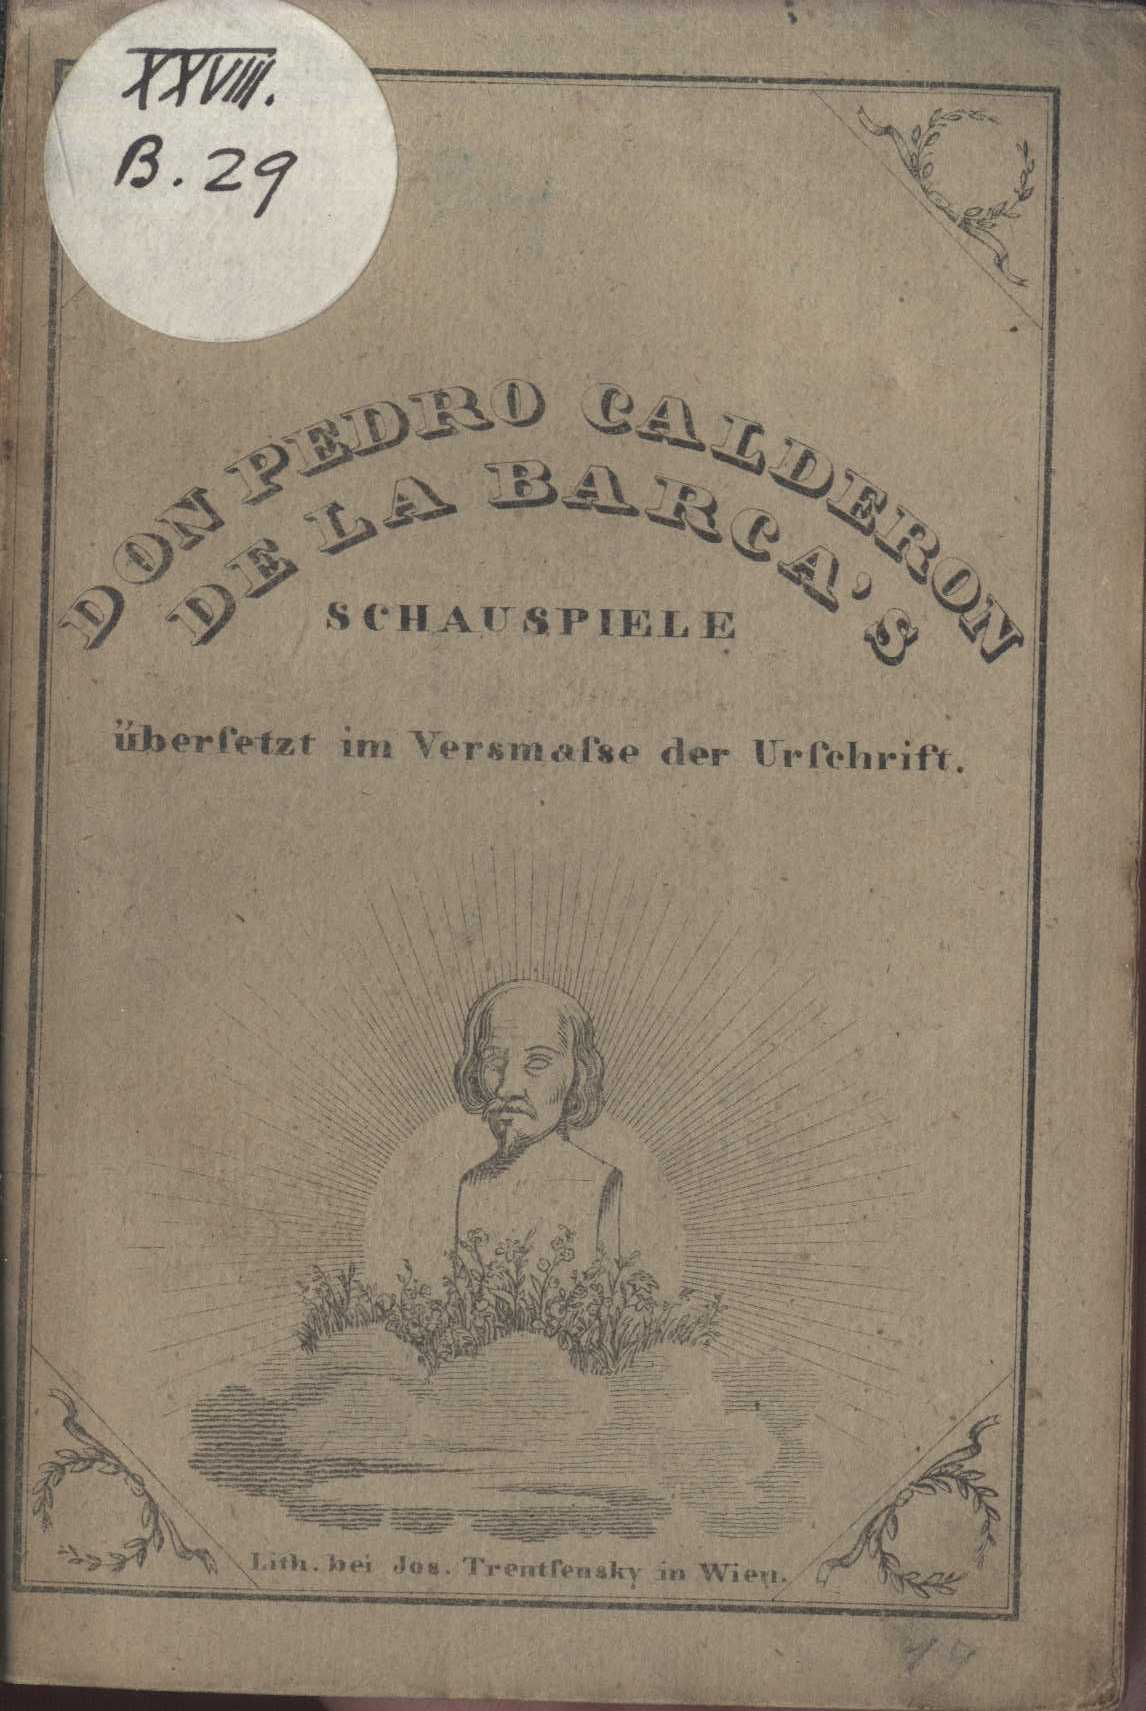 XXVIII.
B. 29
DON PEDRO CALDERON
DE LA BARCA'S
SCHAUSPIELE
überſetzt im Versmaſse der Urſchrift.
Lith. bei Jos. Trentſensky in Wien.